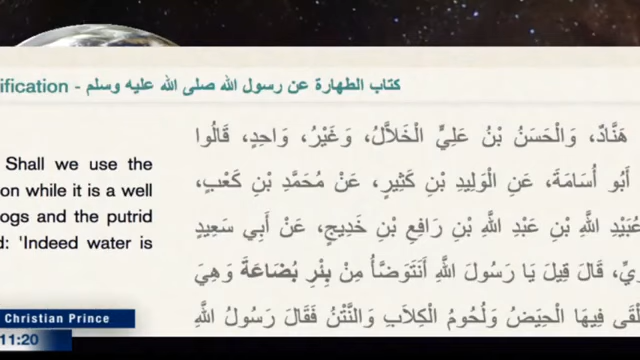 ification - كتاب الطهارة عن رسول الله صلى الله عليه وسلم
Shall we use the
on while it is a well
ogs and the putrid
d: 'Indeed water is
هَنَّادٌ، وَالْحَسَنُ بْنُ عَلِيٍّ الْخَلاَّلُ، وَغَيْرُ، وَاحِدٍ، قَالُوا
أَبُو أُسَامَةَ، عَنِ الْوَلِيدِ بْنِ كَثِيرٍ، عَنْ مُحَمَّدِ بْنِ كَعْبٍ،
عُبَيْدِ اللَّهِ بْنِ عَبْدِ اللَّهِ بْنِ رَافِعِ بْنِ خَدِيجٍ، عَنْ أَبِي سَعِيدٍ
رِيِّ، قَالَ قِيلَ يَا رَسُولَ اللَّهِ أَنَتَوَضَّأُ مِنْ بِئْرِ بُضَاعَةَ وَهِيَ
لْقَى فِيهَا الْحِيَضُ وَلُحُومُ الْكِلاَبِ وَالنَّتْنُ فَقَالَ رَسُولُ اللَّهِ
Christian Prince
11:20